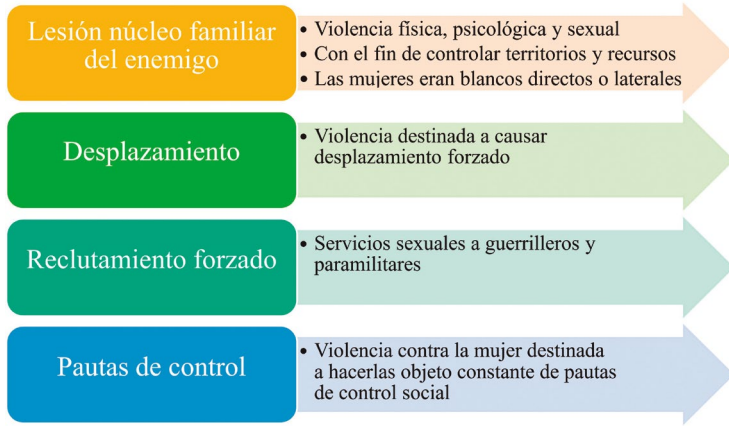 Lesión núcleo familiar
del enemigo
• Violencia física, psicológica y sexual
• Con el fin de controlar territorios y recursos
• Las mujeres eran blancos directos o laterales
Desplazamiento
• Violencia destinada a causar
desplazamiento forzado
Reclutamiento forzado
• Servicios sexuales a guerrilleros y
paramilitares
Pautas de control
• Violencia contra la mujer destinada
a hacerlas objeto constante de pautas
de control social